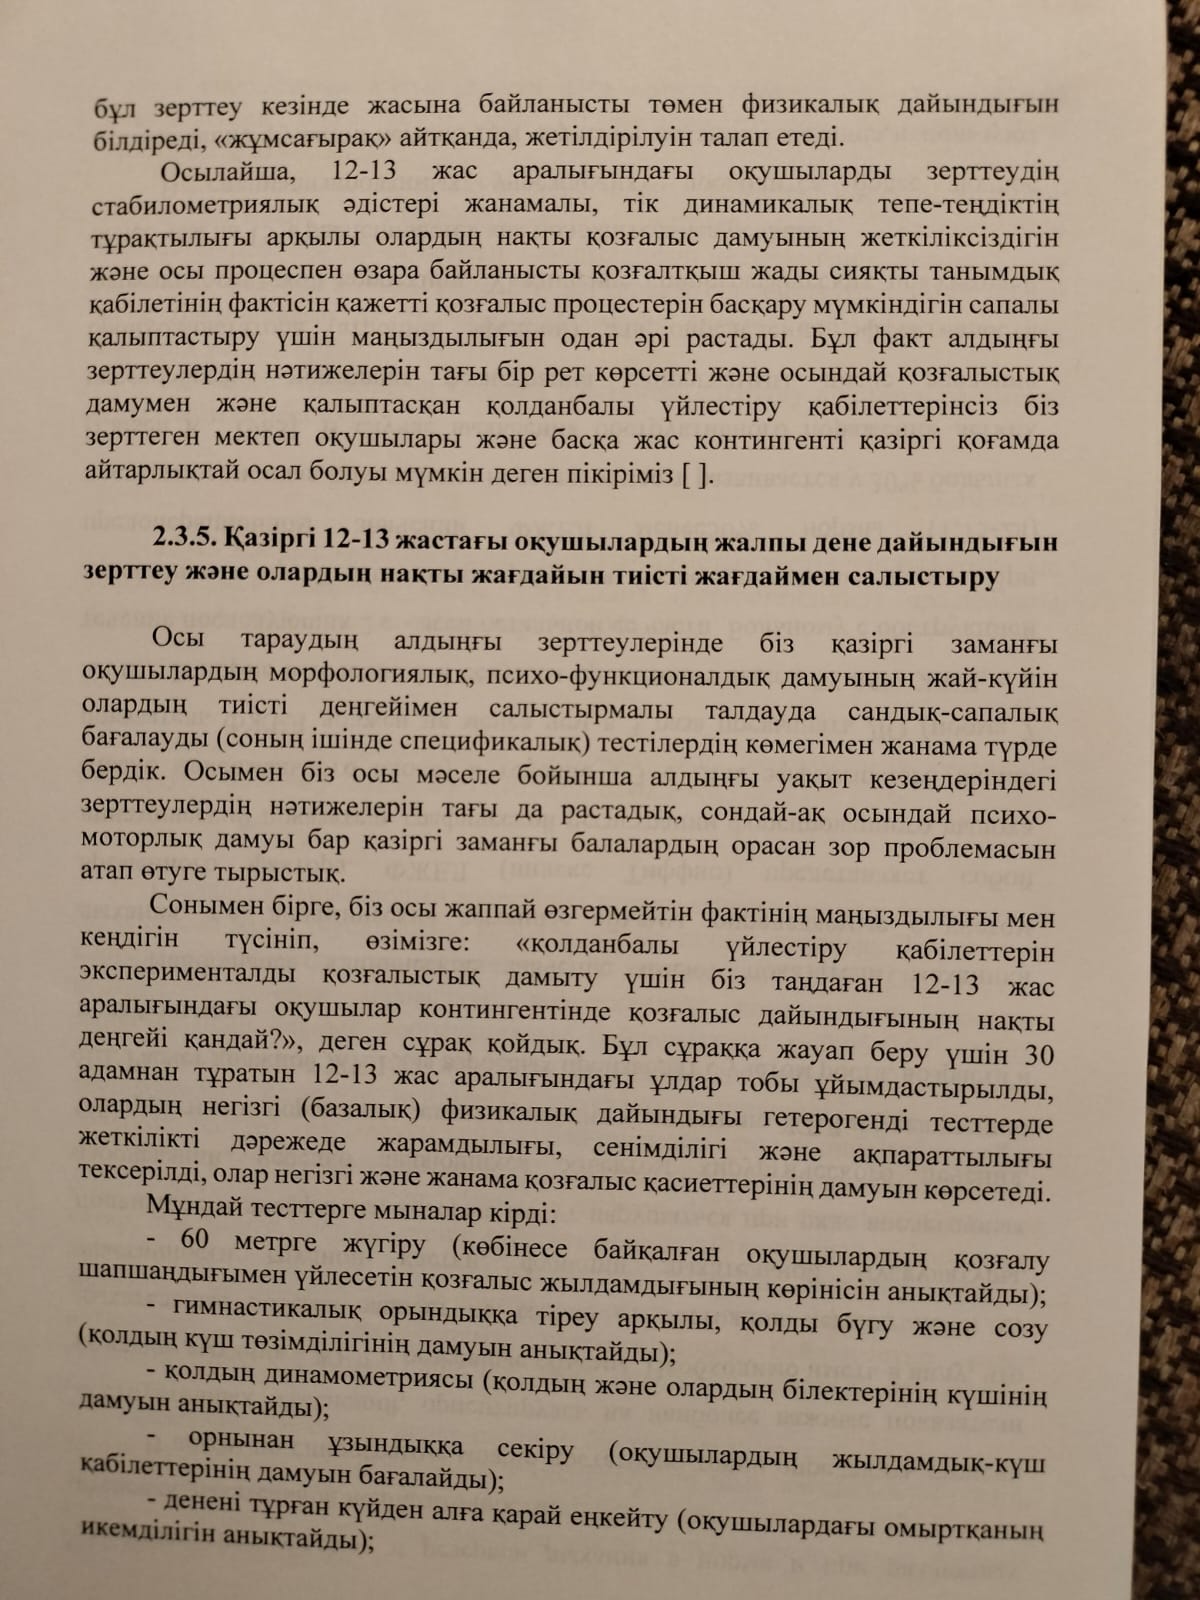 бұл зерттеу кезінде жасына байланысты төмен физикалық дайындығын
білдіреді, «жұмсағырақ» айтқанда, жетілдірілуін талап етеді.
Осылайша, 12-13 жас аралығындағы оқушыларды зерттеудің
стабилометриялық әдістері жанамалы, тік динамикалық тепе-теңдіктің
тұрақтылығы арқылы олардың нақты қозғалыс дамуының жеткіліксіздігін
және осы процеспен өзара байланысты қозғалтқыш жады сияқты танымдық
қабілетінің фактісін қажетті қозғалыс процестерін басқару мүмкіндігін сапалы
қалыптастыру үшін маңыздылығын одан әрі растады. Бұл факт алдыңғы
зерттеулердің нәтижелерін тағы бір рет көрсетті және осындай қозғалыстық
дамумен және қалыптасқан қолданбалы үйлестіру қабілеттерінсіз біз
зерттеген мектеп оқушылары және басқа жас контингенті қазіргі қоғамда
айтарлықтай осал болуы мүмкін деген пікіріміз [ ].
2.3.5. Қазіргі 12-13 жастағы оқушылардың жалпы дене дайындығын
зерттеу және олардың нақты жағдайын тиісті жағдаймен салыстыру
Осы тараудың алдыңғы зерттеулерінде біз қазіргі заманғы
оқушылардың морфологиялық, психо-функционалдық дамуының жай-күйін
олардың тиісті деңгейімен салыстырмалы талдауда сандық-сапалық
бағалауды (соның ішінде спецификалық) тестілердің көмегімен жанама түрде
бердік. Осымен біз осы мәселе бойынша алдыңғы уақыт кезеңдеріндегі
зерттеулердің нәтижелерін тағы да растадық, сондай-ақ осындай психо-
моторлық дамуы бар қазіргі заманғы балалардың орасан зор проблемасын
атап өтуге тырыстық.
Сонымен бірге, біз осы жаппай өзгермейтін фактінің маңыздылығы мен
кеңдігін түсініп, өзімізге: «қолданбалы үйлестіру қабілеттерін
эксперименталды қозғалыстық дамыту үшін біз таңдаған 12-13 жас
аралығындағы оқушылар контингентінде қозғалыс дайындығының нақты
деңгейі қандай?», деген сұрақ қойдық. Бұл сұраққа жауап беру үшін 30
адамнан тұратын 12-13 жас аралығындағы ұлдар тобы ұйымдастырылды,
олардың негізгі (базалық) физикалық дайындығы гетерогенді тесттерде
жеткілікті дәрежеде жарамдылығы, сенімділігі және ақпараттылығы
тексерілді, олар негізгі және жанама қозғалыс қасиеттерінің дамуын көрсетеді.
Мұндай тесттерге мыналар кірді:
- 60 метрге жүгіру (көбінесе байқалған оқушылардың қозғалу
шапшаңдығымен үйлесетін қозғалыс жылдамдығының көрінісін анықтайды);
- гимнастикалық орындыққа тіреу арқылы, қолды бүгу және созу
(қолдың күш төзімділігінің дамуын анықтайды);
- қолдың динамометриясы (қолдың және олардың білектерінің күшінің
дамуын анықтайды);
- орнынан ұзындыққа секіру (оқушылардың жылдамдық-күш
қабілеттерінің дамуын бағалайды);
- денені тұрған күйден алға қарай еңкейту (оқушылардағы омыртқаның
икемділігін анықтайды);